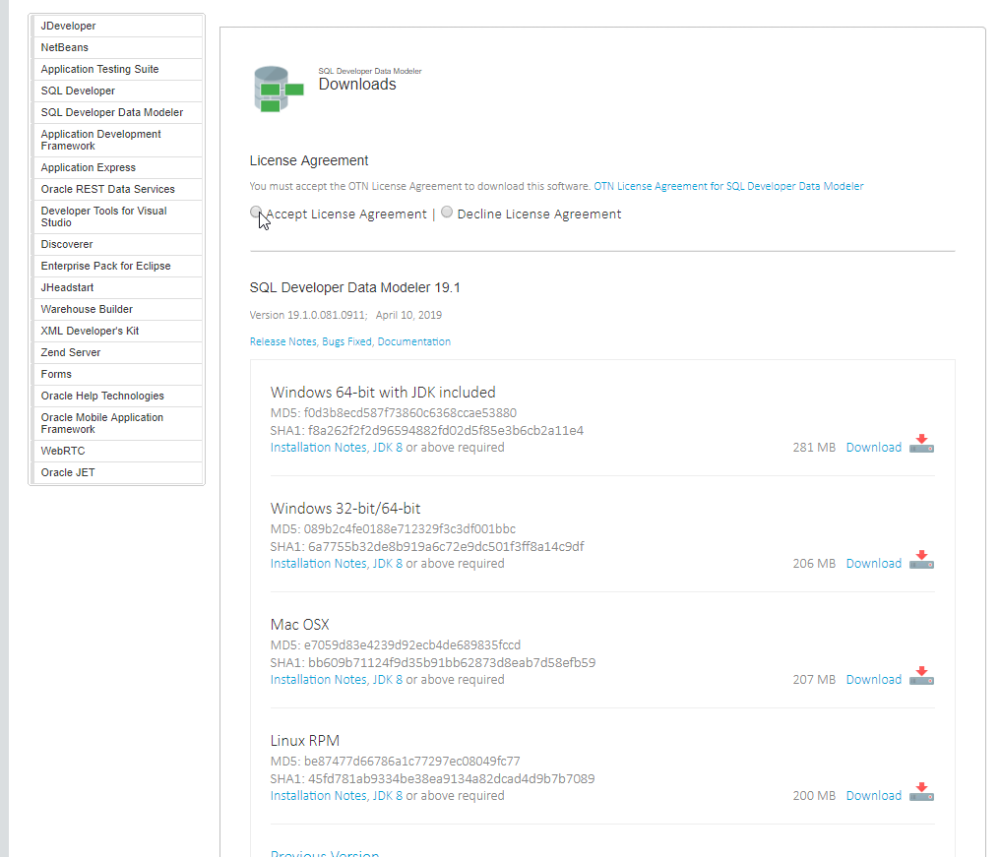 JDeveloper
NetBeans
Application Testing Suite
SQL Developer
SQL Developer Data Modeler
Application Development
Framework
Application Express
Oracle REST Data Services
Developer Tools for Visual
Studio
Discoverer
Enterprise Pack for Eclipse
JHeadstart
Warehouse Builder
XML Developer's Kit
Zend Server
Forms
Oracle Help Technologies
Oracle Mobile Application
Framework
WebRTC
Oracle JET
SQL Developer Data Modeler
Downloads
License Agreement
You must accept the OTN License Agreement to download this software. OTN License Agreement for SQL Developer Data Modeler
Accept License Agreement | Decline License Agreement
SQL Developer Data Modeler 19.1
Version 19.1.0.081.0911; April 10, 2019
Release Notes, Bugs Fixed, Documentation
Windows 64-bit with JDK included
MD5: f0d3b8ecd587f73860c6368ccae53880
SHA1: f8a262f2f2d96594882fd02d5f85e3b6cb2a11e4
Installation Notes, JDK 8 or above required 281 MB Download
Windows 32-bit/64-bit
MD5: 089b2c4fe0188e712329f3c3df001bbc
SHA1: 6a7755b32de8b919a6c72e9dc501f3ff8a14c9df
Installation Notes, JDK 8 or above required 206 MB Download
Mac OSX
MD5: e7059d83e4239d92ecb4de689835fccd
SHA1: bb609b71124f9d35b91bb62873d8eab7d58efb59
Installation Notes, JDK 8 or above required 207 MB Download
Linux RPM
MD5: be87477d66786a1c77297ec08049fc77
SHA1: 45fd781ab9334be38ea9134a82dcad4d9b7b7089
Installation Notes, JDK 8 or above required 200 MB Download
Previous Version